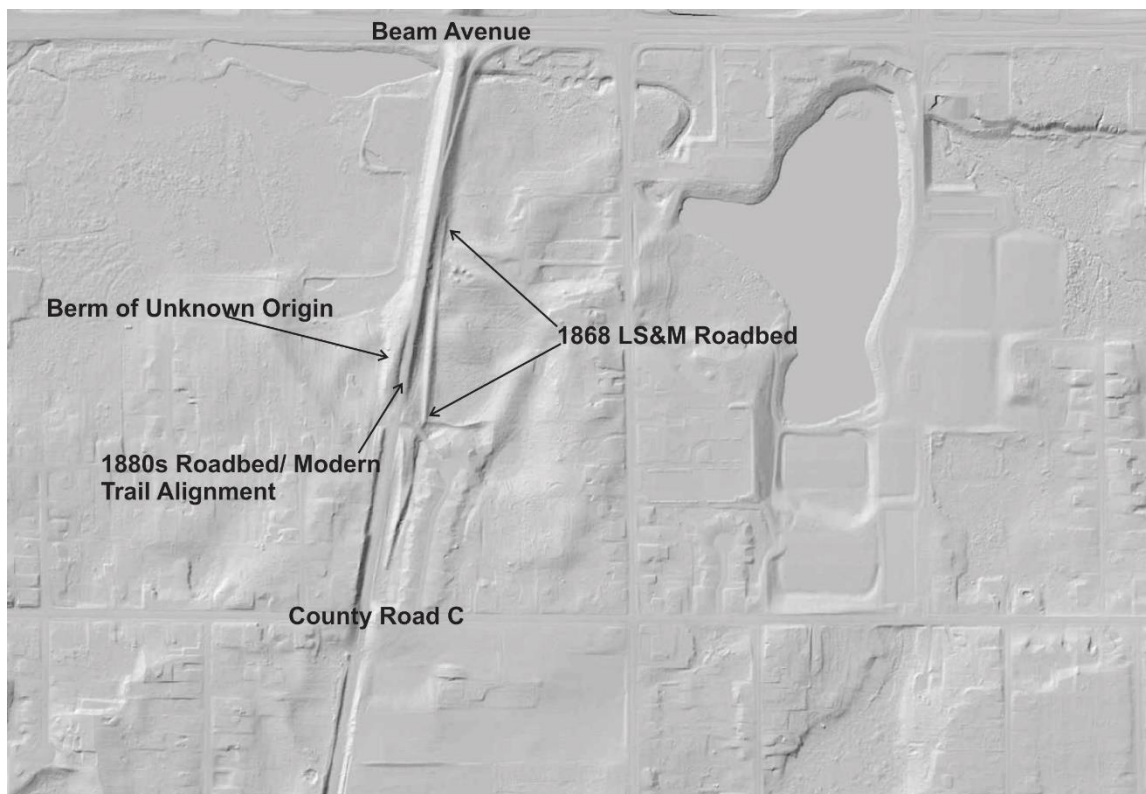 Beam Avenue
Berm of Unknown Origin
1868 LS&M Roadbed
1880s Roadbed/ Modern
Trail Alignment
County Road C